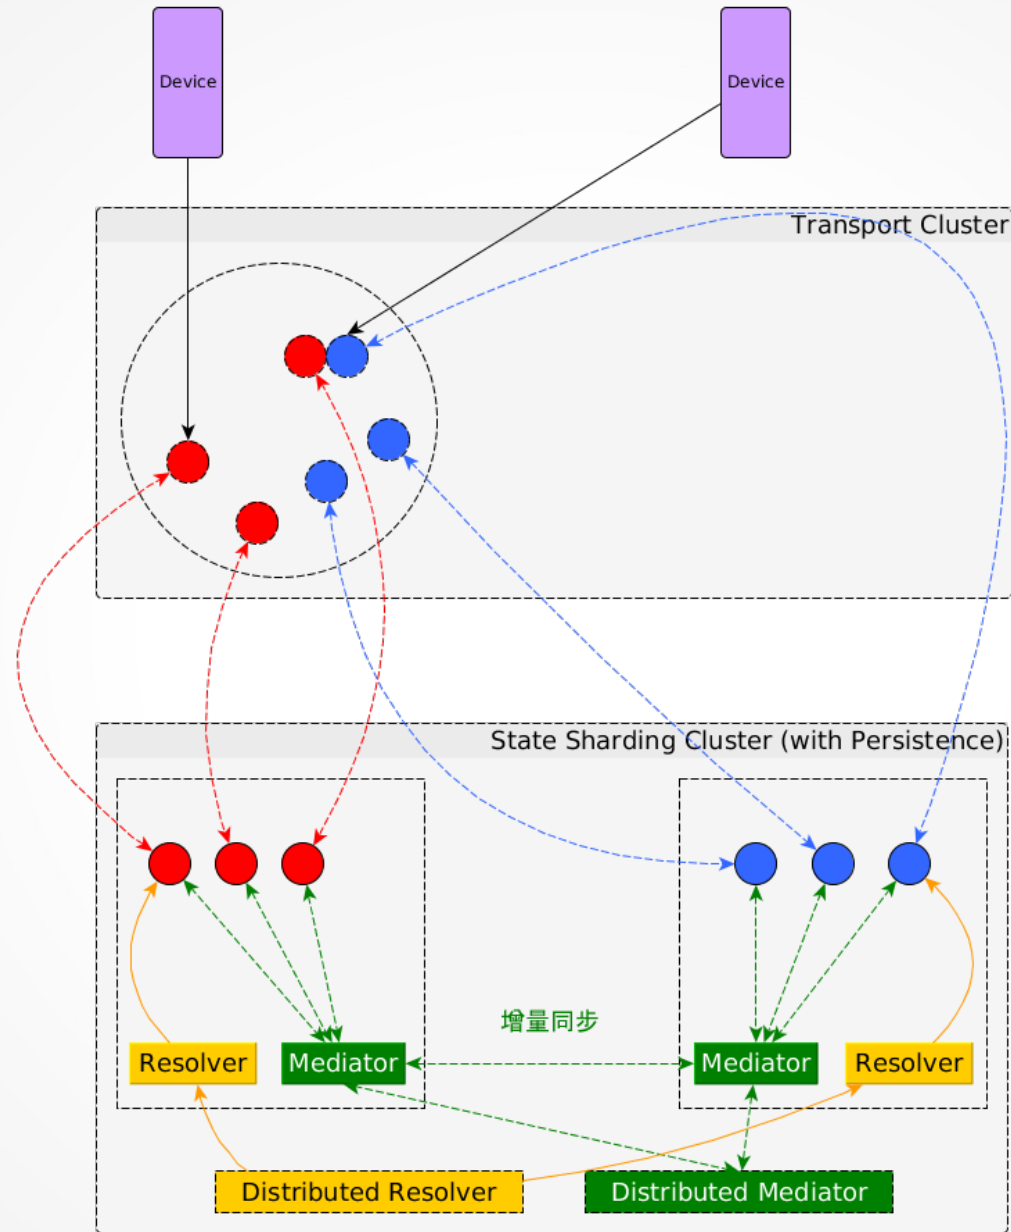 Device
Device
Transport Cluster
State Sharding Cluster (with Persistence)
增量同步
Resolver
Mediator
Mediator
Resolver
Distributed Resolver
Distributed Mediator